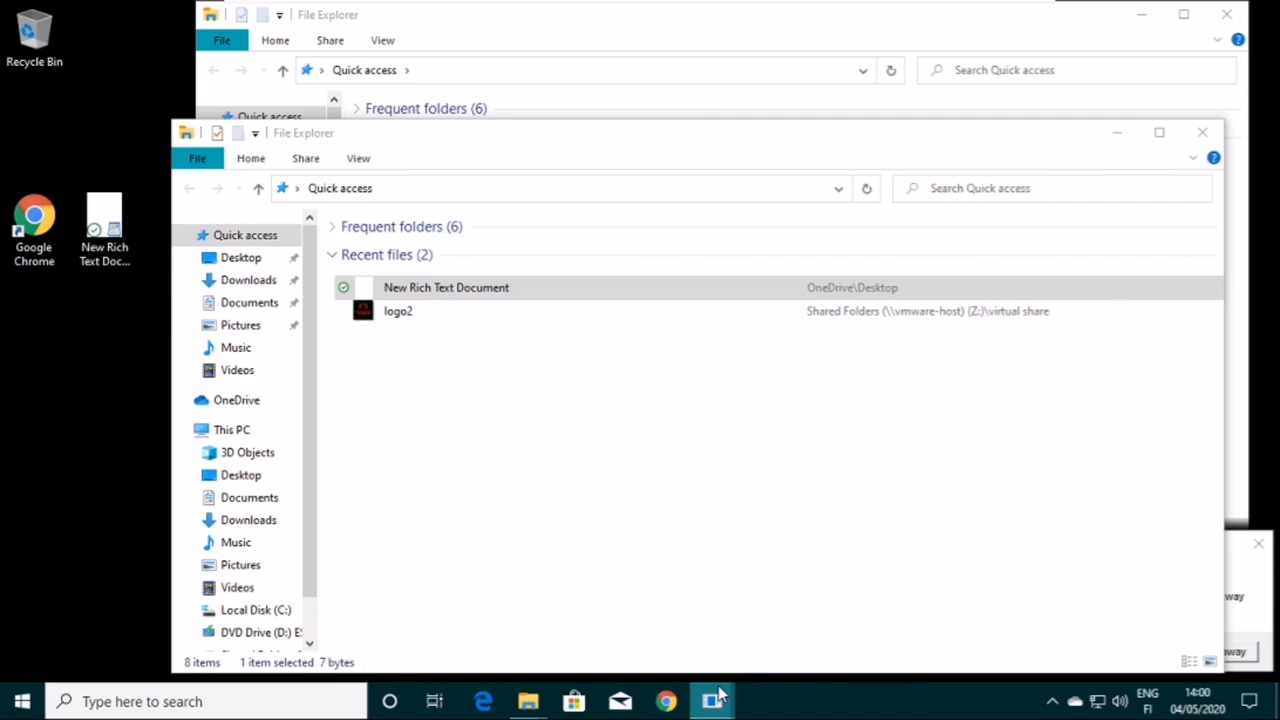 File Explorer
File Home Share View
Quick access
Search Quick access
Quick access
Frequent folders (6)
File Explorer
File Home Share View
Quick access
Search Quick access
Quick access
Desktop
Downloads
Documents
Pictures
Music
Videos
OneDrive
This PC
3D Objects
Desktop
Documents
Downloads
Music
Pictures
Videos
Local Disk (C:)
DVD Drive (D:) E
Frequent folders (6)
Recent files (2)
New Rich Text Document OneDrive\Desktop
logo2 Shared Folders (\\vmware-host) (Z:)\virtual share
8 items 1 item selected 7 bytes
Recycle Bin
Google
Chrome
New Rich
Text Doc...
way
away
Type here to search
ENG
FI
14:00
04/05/2020